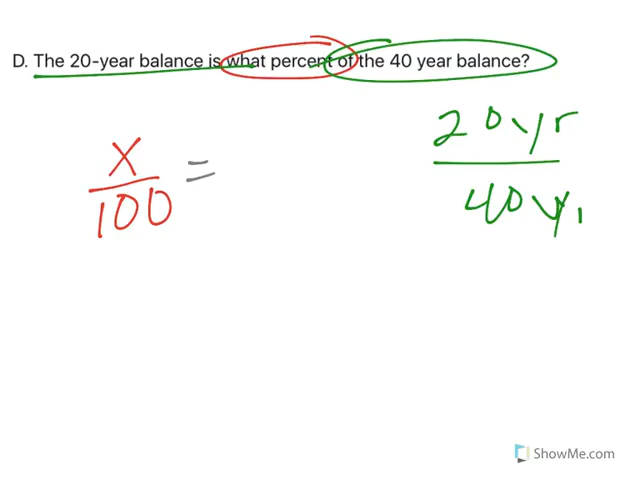 D. The 20-year balance is what percent of the 40 year balance?
x
100
=
20yr
40yr
ShowMe.com